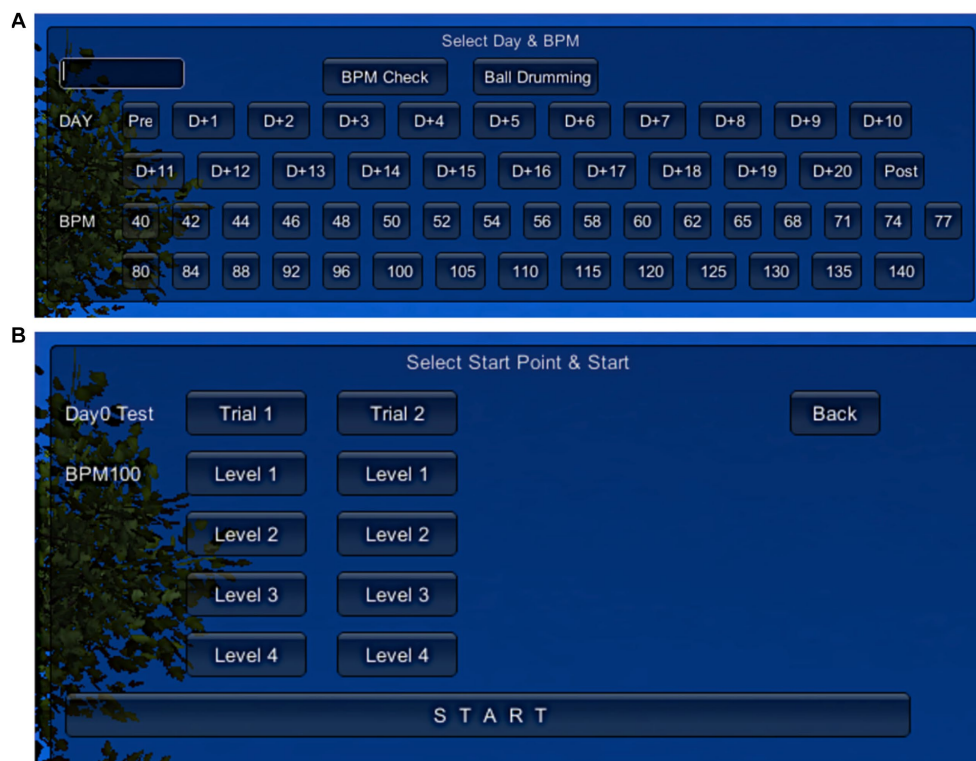 A
Select Day & BPM
BPM Check Ball Drumming
DAY Pre D+1 D+2 D+3 D+4 D+5 D+6 D+7 D+8 D+9 D+10
D+11 D+12 D+13 D+14 D+15 D+16 D+17 D+18 D+19 D+20 Post
BPM 40 42 44 46 48 50 52 54 56 58 60 62 65 68 71 74 77
80 84 88 92 96 100 105 110 115 120 125 130 135 140
B
Select Start Point & Start
Day0 Test Trial 1 Trial 2 Back
BPM100 Level 1 Level 1
Level 2 Level 2
Level 3 Level 3
Level 4 Level 4
S T A R T